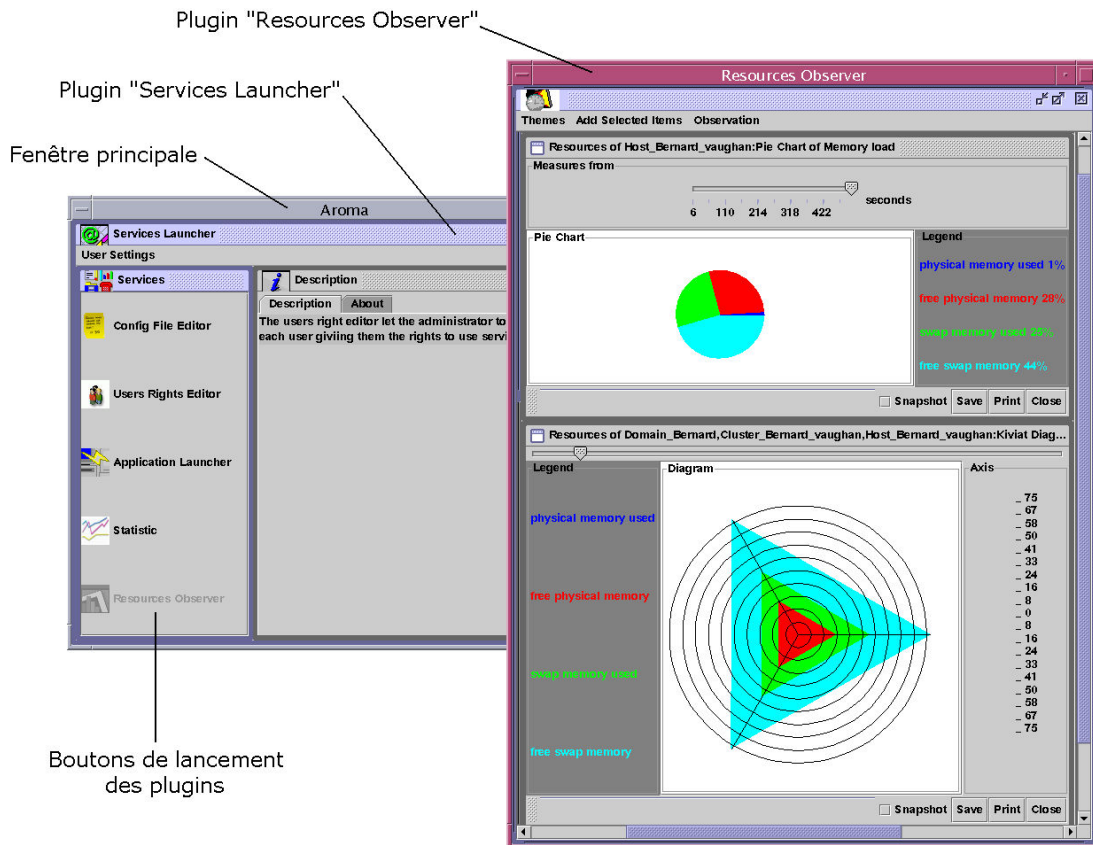 Plugin "Resources Observer"
Plugin "Services Launcher"
Fenêtre principale
Boutons de lancement
des plugins
Aroma
Services Launcher
User Settings
Services
Config File Editor
Users Rights Editor
Application Launcher
Statistic
Resources Observer
Description
Description About
The users right editor let the administrator to
each user giviing them the rights to use servi
Resources Observer
Themes Add Selected Items Observation
Resources of Host_Bernard_vaughan:Pie Chart of Memory load
Measures from
6 110 214 318 422
seconds
Pie Chart
Legend
physical memory used 1%
free physical memory 28%
swap memory used 25%
free swap memory 44%
Snapshot Save Print Close
Resources of Domain_Bernard,Cluster_Bernard_vaughan,Host_Bernard_vaughan:Kiviat Diag...
Legend
physical memory used
free physical memory
swap memory used
free swap memory
Diagram
Axis
_ 75
_ 67
_ 58
_ 50
_ 41
_ 33
_ 24
_ 16
_ 8
_ 0
_ 8
_ 16
_ 24
_ 33
_ 41
_ 50
_ 58
_ 67
_ 75
Snapshot Save Print Close